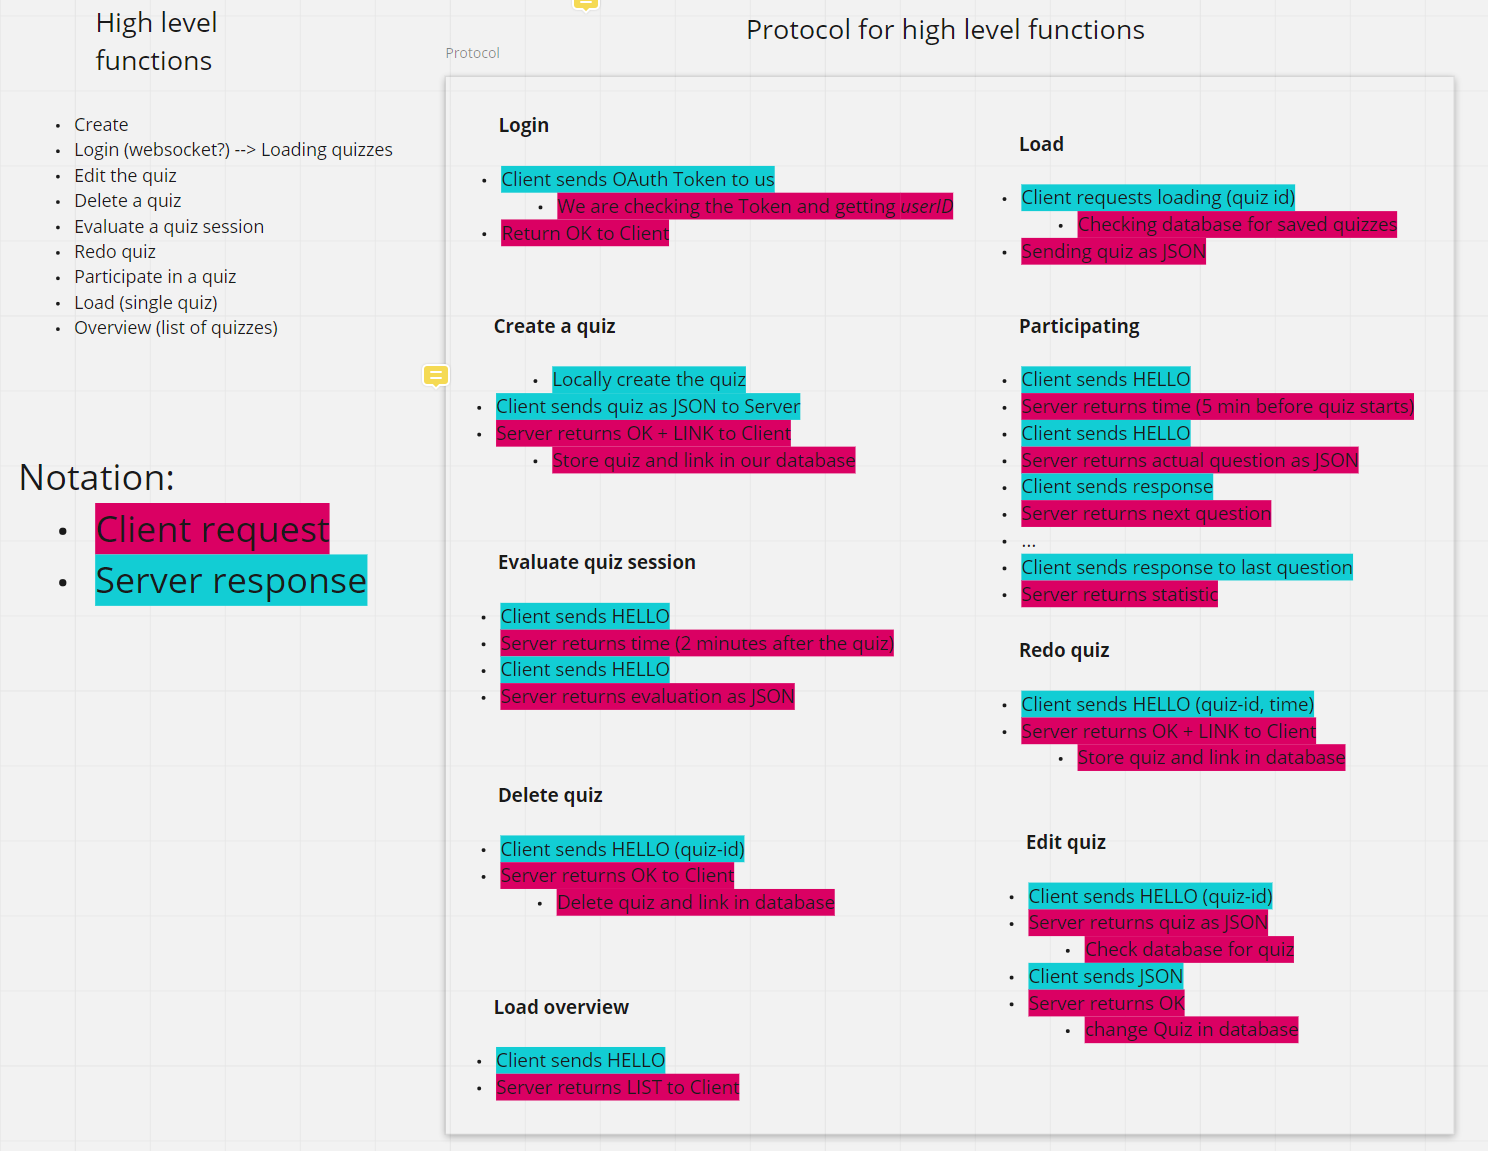 High level
functions
Create
Login (websocket?) --> Loading quizzes
Edit the quiz
Delete a quiz
Evaluate a quiz session
Redo quiz
Participate in a quiz
Load (single quiz)
Overview (list of quizzes)
Notation:
Client request
Server response
Protocol for high level functions
Protocol
Login
Client sends OAuth Token to us
We are checking the Token and getting userID
Return OK to Client
Create a quiz
Locally create the quiz
Client sends quiz as JSON to Server
Server returns OK + LINK to Client
Store quiz and link in our database
Evaluate quiz session
Client sends HELLO
Server returns time (2 minutes after the quiz)
Client sends HELLO
Server returns evaluation as JSON
Delete quiz
Client sends HELLO (quiz-id)
Server returns OK to Client
Delete quiz and link in database
Load overview
Client sends HELLO
Server returns LIST to Client
Load
Client requests loading (quiz id)
Checking database for saved quizzes
Sending quiz as JSON
Participating
Client sends HELLO
Server returns time (5 min before quiz starts)
Client sends HELLO
Server returns actual question as JSON
Client sends response
Server returns next question
...
Client sends response to last question
Server returns statistic
Redo quiz
Client sends HELLO (quiz-id, time)
Server returns OK + LINK to Client
Store quiz and link in database
Edit quiz
Client sends HELLO (quiz-id)
Server returns quiz as JSON
Check database for quiz
Client sends JSON
Server returns OK
change Quiz in database